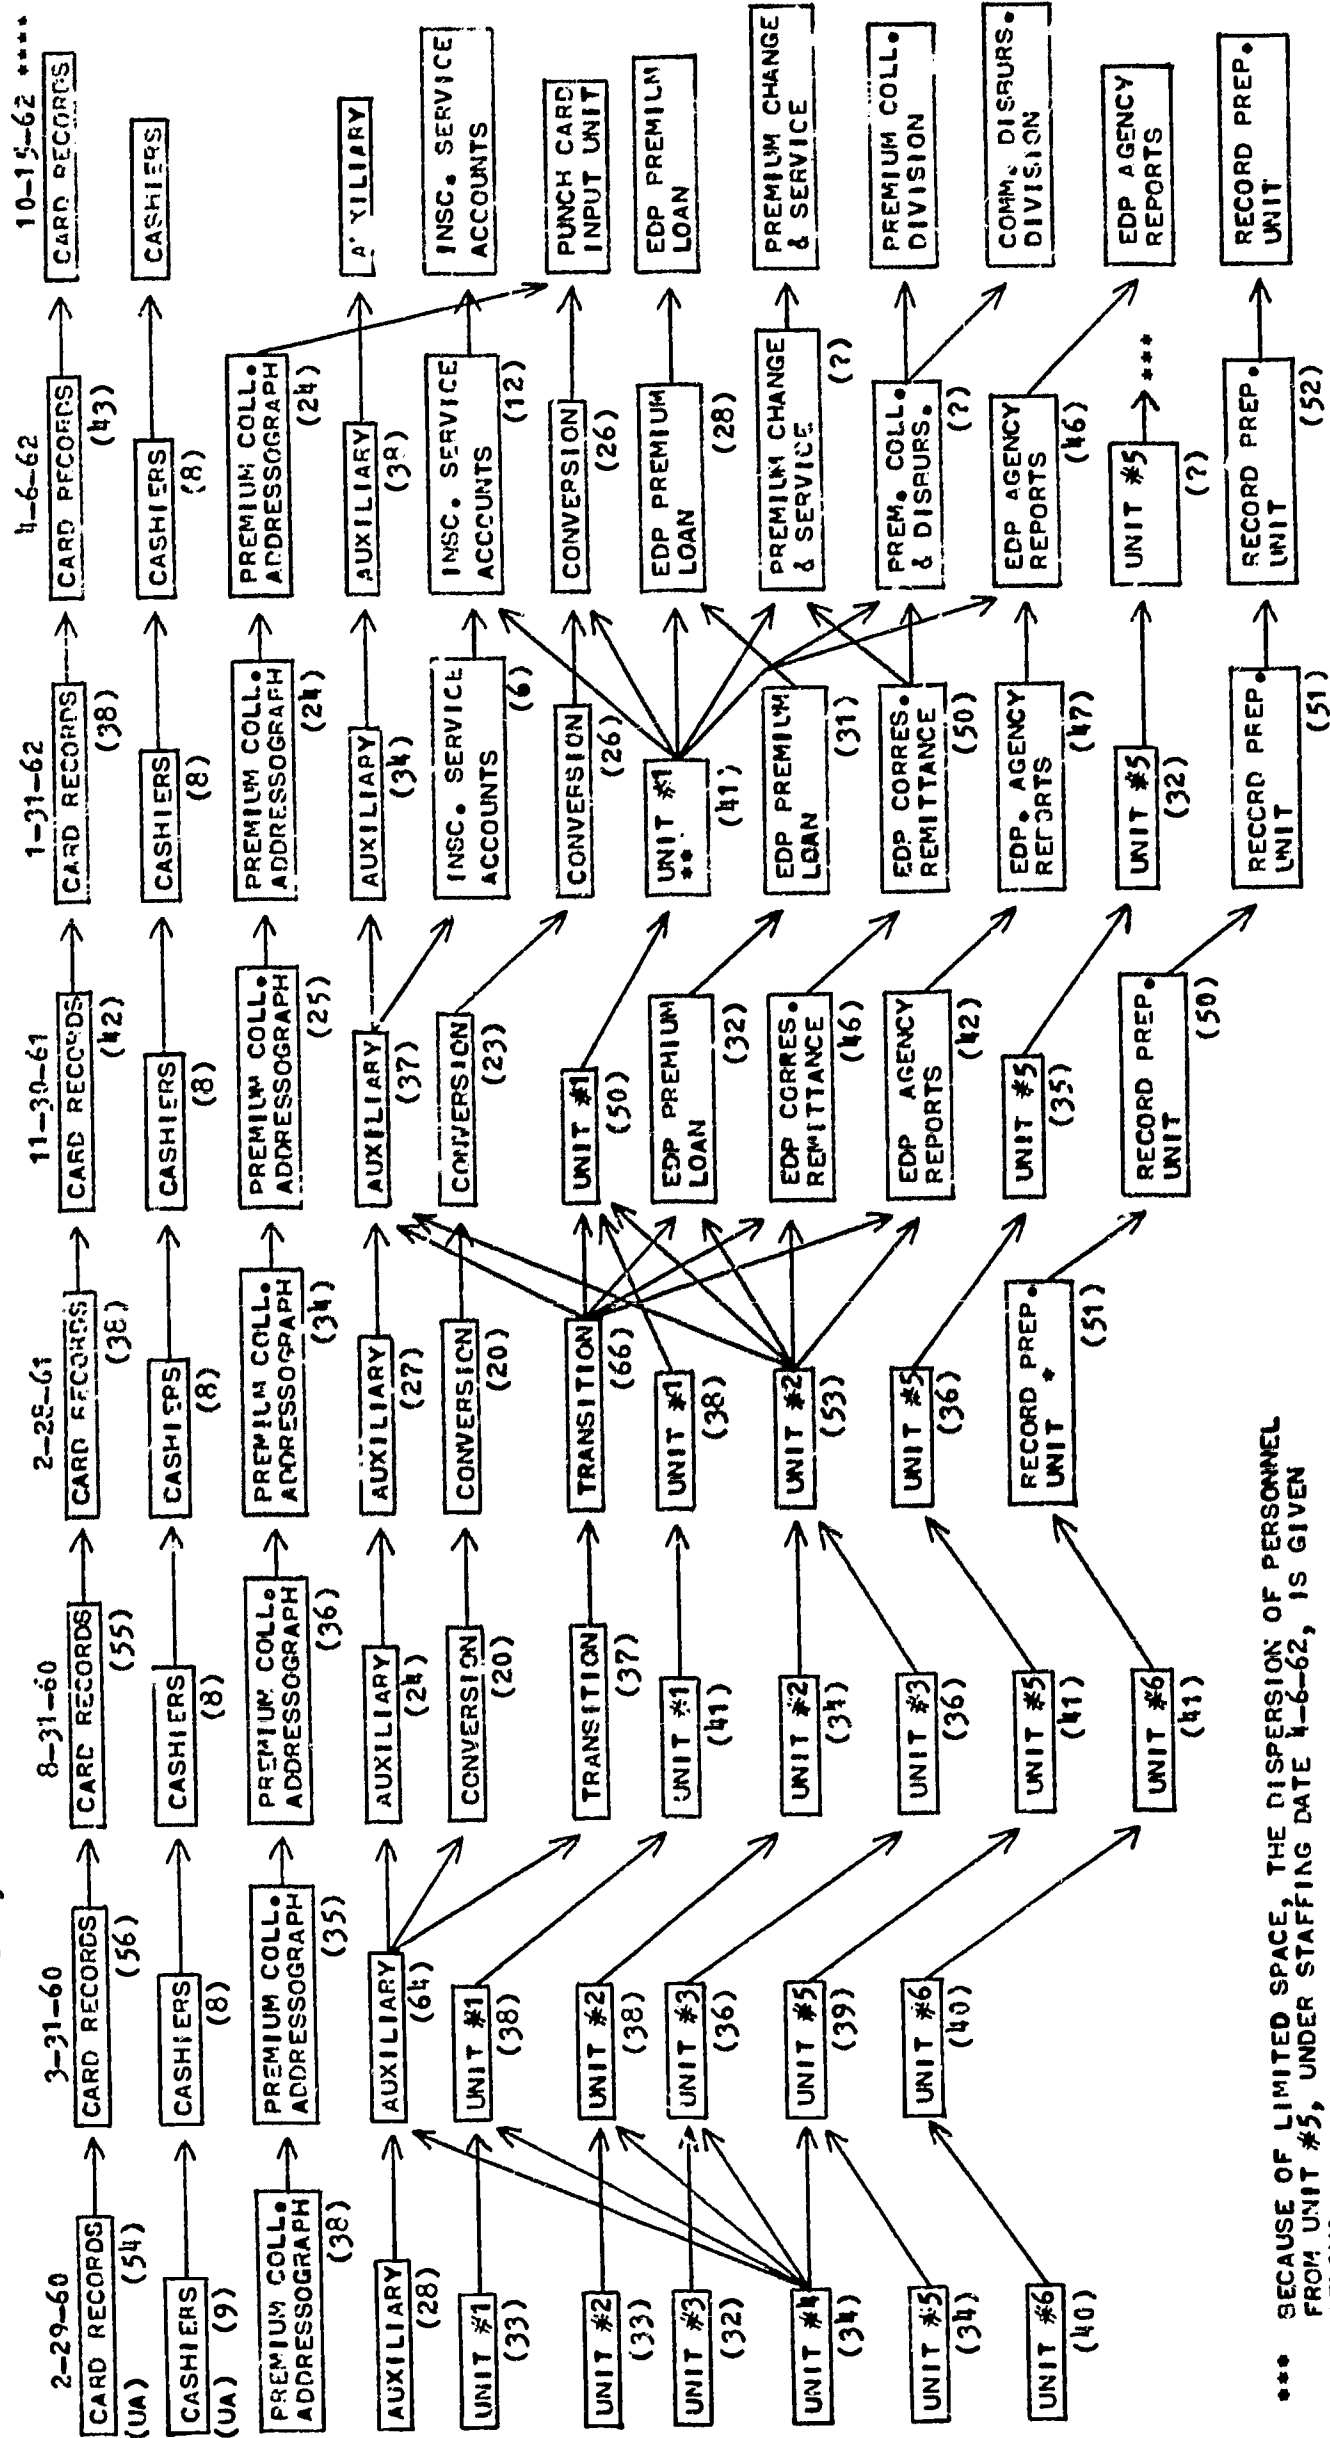 2-29-60
CARD RECORDS
(UA) (54)
CASHIERS
(UA) (9)
PREMIUM COLL.
ADDRESSOGRAPH
(38)
AUXILIARY
(28)
UNIT #1
(33)
UNIT #2
(33)
UNIT #3
(32)
UNIT #4
(34)
UNIT #5
(34)
UNIT #6
(40)
3-31-60
CARD RECORDS
(56)
CASHIERS
(8)
PREMIUM COLL.
ADDRESSOGRAPH
(35)
AUXILIARY
(64)
UNIT #1
(38)
UNIT #2
(38)
UNIT #3
(36)
UNIT #5
(39)
UNIT #6
(40)
8-31-60
CARD RECORDS
(55)
CASHIERS
(8)
PREMIUM COLL.
ADDRESSOGRAPH
(36)
AUXILIARY
(24)
CONVERSION
(20)
TRANSITION
(37)
UNIT #1
(41)
UNIT #2
(34)
UNIT #3
(36)
UNIT #5
(41)
UNIT #6
(41)
2-28-61
CARD RECORDS
(38)
CASHIERS
(8)
PREMIUM COLL.
ADDRESSOGRAPH
(34)
AUXILIARY
(27)
CONVERSION
(20)
TRANSITION
(66)
UNIT #1
(38)
UNIT #2
(53)
UNIT #5
(36)
RECORD PREP.
UNIT *
(51)
11-30-61
CARD RECORDS
(42)
CASHIERS
(8)
PREMIUM COLL.
ADDRESSOGRAPH
(25)
AUXILIARY
(37)
CONVERSION
(23)
UNIT #1
(50)
EDP PREMIUM
LOAN
(32)
EDP CORRES.
REMITTANCE
(46)
EDP AGENCY
REPORTS
(42)
UNIT #5
(35)
RECORD PREP.
UNIT
(50)
1-31-62
CARD RECORDS
(38)
CASHIERS
(8)
PREMIUM COLL.
ADDRESSOGRAPH
(24)
AUXILIARY
(34)
INSC. SERVICE
ACCOUNTS
(6)
CONVERSION
(26)
UNIT #1
**
(41)
EDP PREMIUM
LOAN
(31)
EDP CORRES.
REMITTANCE
(50)
EDP. AGENCY
REPORTS
(47)
UNIT #5
(32)
RECORD PREP.
UNIT
(51)
4-6-62
CARD RECORDS
(43)
CASHIERS
(8)
PREMIUM COLL.
ADDRESSOGRAPH
(24)
AUXILIARY
(38)
INSC. SERVICE
ACCOUNTS
(12)
CONVERSION
(26)
EDP PREMIUM
LOAN
(28)
PREMIUM CHANGE
& SERVICE
(?)
PREM. COLL.
& DISBURS.
(?)
EDP AGENCY
REPORTS
(46)
UNIT #5
(?)
***
RECORD PREP.
UNIT
(52)
10-15-62 ****
CARD RECORDS
CASHIERS
A XILIARY
INSC. SERVICE
ACCOUNTS
PUNCH CARD
INPUT UNIT
EDP PREMIUM
LOAN
PREMIUM CHANGE
& SERVICE
PREMIUM COLL.
DIVISION
COMM. DISBURS.
DIVISION
EDP AGENCY
REPORTS
RECORD PREP.
UNIT
*** BECAUSE OF LIMITED SPACE, THE DISPERSION OF PERSONNEL
FROM UNIT #5, UNDER STAFFING DATE 4-6-62, IS GIVEN